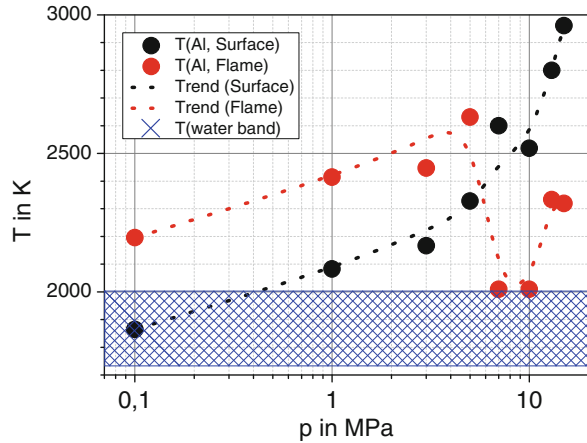 3000
2500
2000
T in K
T(Al, Surface)
T(Al, Flame)
Trend (Surface)
Trend (Flame)
T(water band)
0,1
1
10
p in MPa